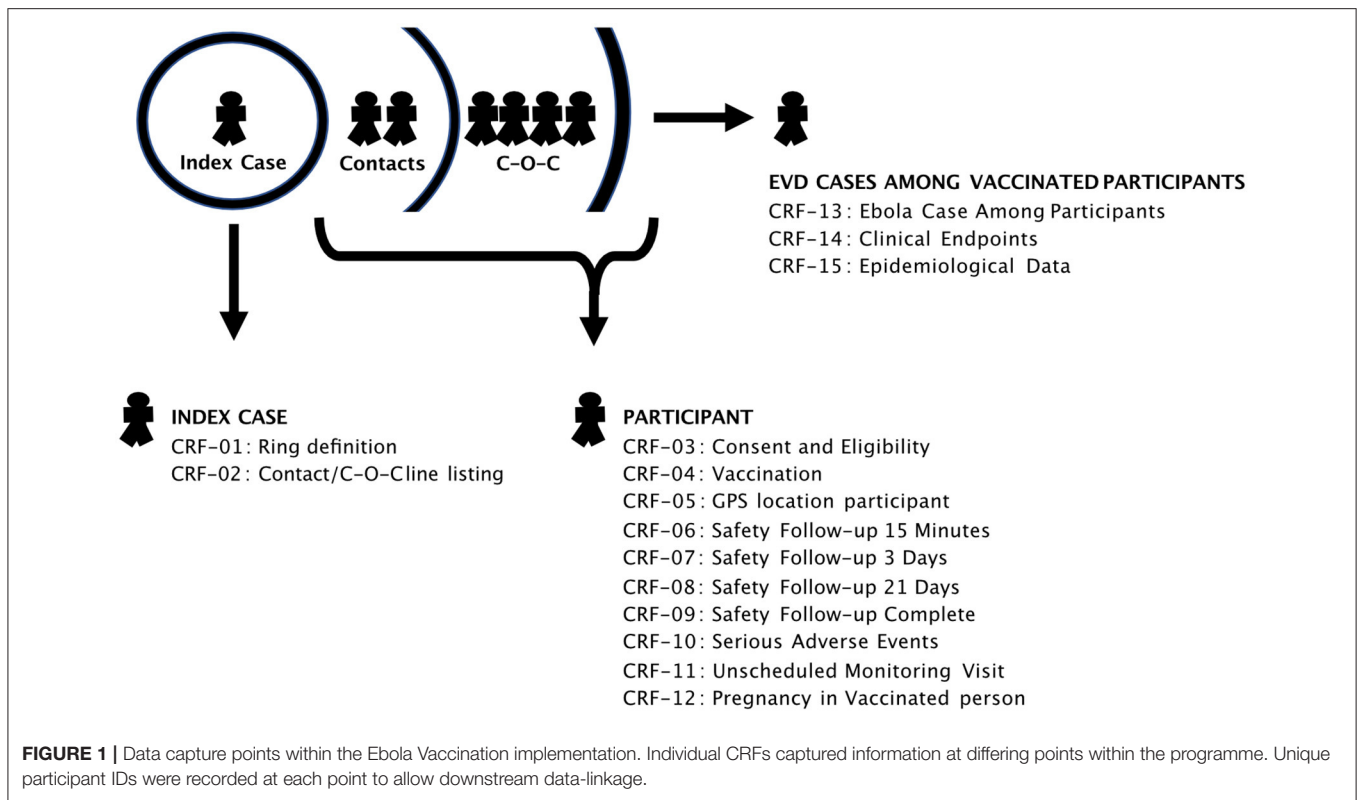 Index Case
Contacts
C-O-C
EVD CASES AMONG VACCINATED PARTICIPANTS
CRF-13: Ebola Case Among Participants
CRF-14: Clinical Endpoints
CRF-15: Epidemiological Data
INDEX CASE
CRF-01: Ring definition
CRF-02: Contact/C-O-C line listing
PARTICIPANT
CRF-03: Consent and Eligibility
CRF-04: Vaccination
CRF-05: GPS location participant
CRF-06: Safety Follow-up 15 Minutes
CRF-07: Safety Follow-up 3 Days
CRF-08: Safety Follow-up 21 Days
CRF-09: Safety Follow-up Complete
CRF-10: Serious Adverse Events
CRF-11: Unscheduled Monitoring Visit
CRF-12: Pregnancy in Vaccinated person
FIGURE 1 | Data capture points within the Ebola Vaccination implementation. Individual CRFs captured information at differing points within the programme. Unique
participant IDs were recorded at each point to allow downstream data-linkage.